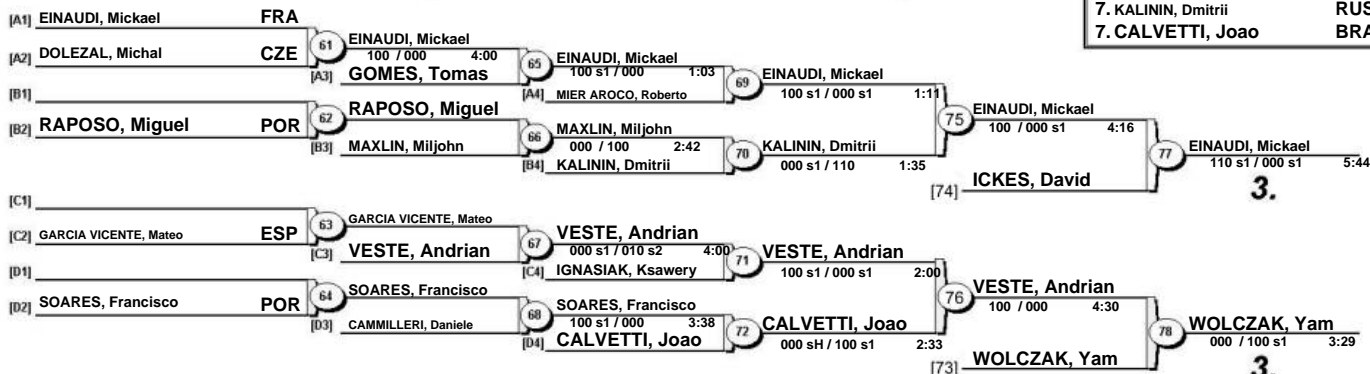 7. KALININ, Dmitrii RUS
7. CALVETTI, Joao BRA
[A1] EINAUDI, Mickael FRA
[A2] DOLEZAL, Michal CZE
61 EINAUDI, Mickael
100 / 000 4:00
[A3] GOMES, Tomas
65 EINAUDI, Mickael
100 s1 / 000 1:03
[A4] MIER AROCO, Roberto
69 EINAUDI, Mickael
100 s1 / 000 s1 1:11
[B1]
[B2] RAPOSO, Miguel POR
62 RAPOSO, Miguel
[B3] MAXLIN, Miljohn
66 MAXLIN, Miljohn
000 / 100 2:42
[B4] KALININ, Dmitrii
70 KALININ, Dmitrii
000 s1 / 110 1:35
75 EINAUDI, Mickael
100 / 000 s1 4:16
[74] ICKES, David
77 EINAUDI, Mickael
110 s1 / 000 s1 5:44
3.
[C1]
[C2] GARCIA VICENTE, Mateo ESP
63 GARCIA VICENTE, Mateo
[C3] VESTE, Andrian
67 VESTE, Andrian
000 s1 / 010 s2 4:00
[C4] IGNASIAK, Ksawery
71 VESTE, Andrian
100 s1 / 000 s1 2:00
[D1]
[D2] SOARES, Francisco POR
64 SOARES, Francisco
[D3] CAMMILLERI, Daniele
68 SOARES, Francisco
100 s1 / 000 3:38
[D4] CALVETTI, Joao
72 CALVETTI, Joao
000 sH / 100 s1 2:33
76 VESTE, Andrian
100 / 000 4:30
[73] WOLCZAK, Yam
78 WOLCZAK, Yam
000 / 100 s1 3:29
3.